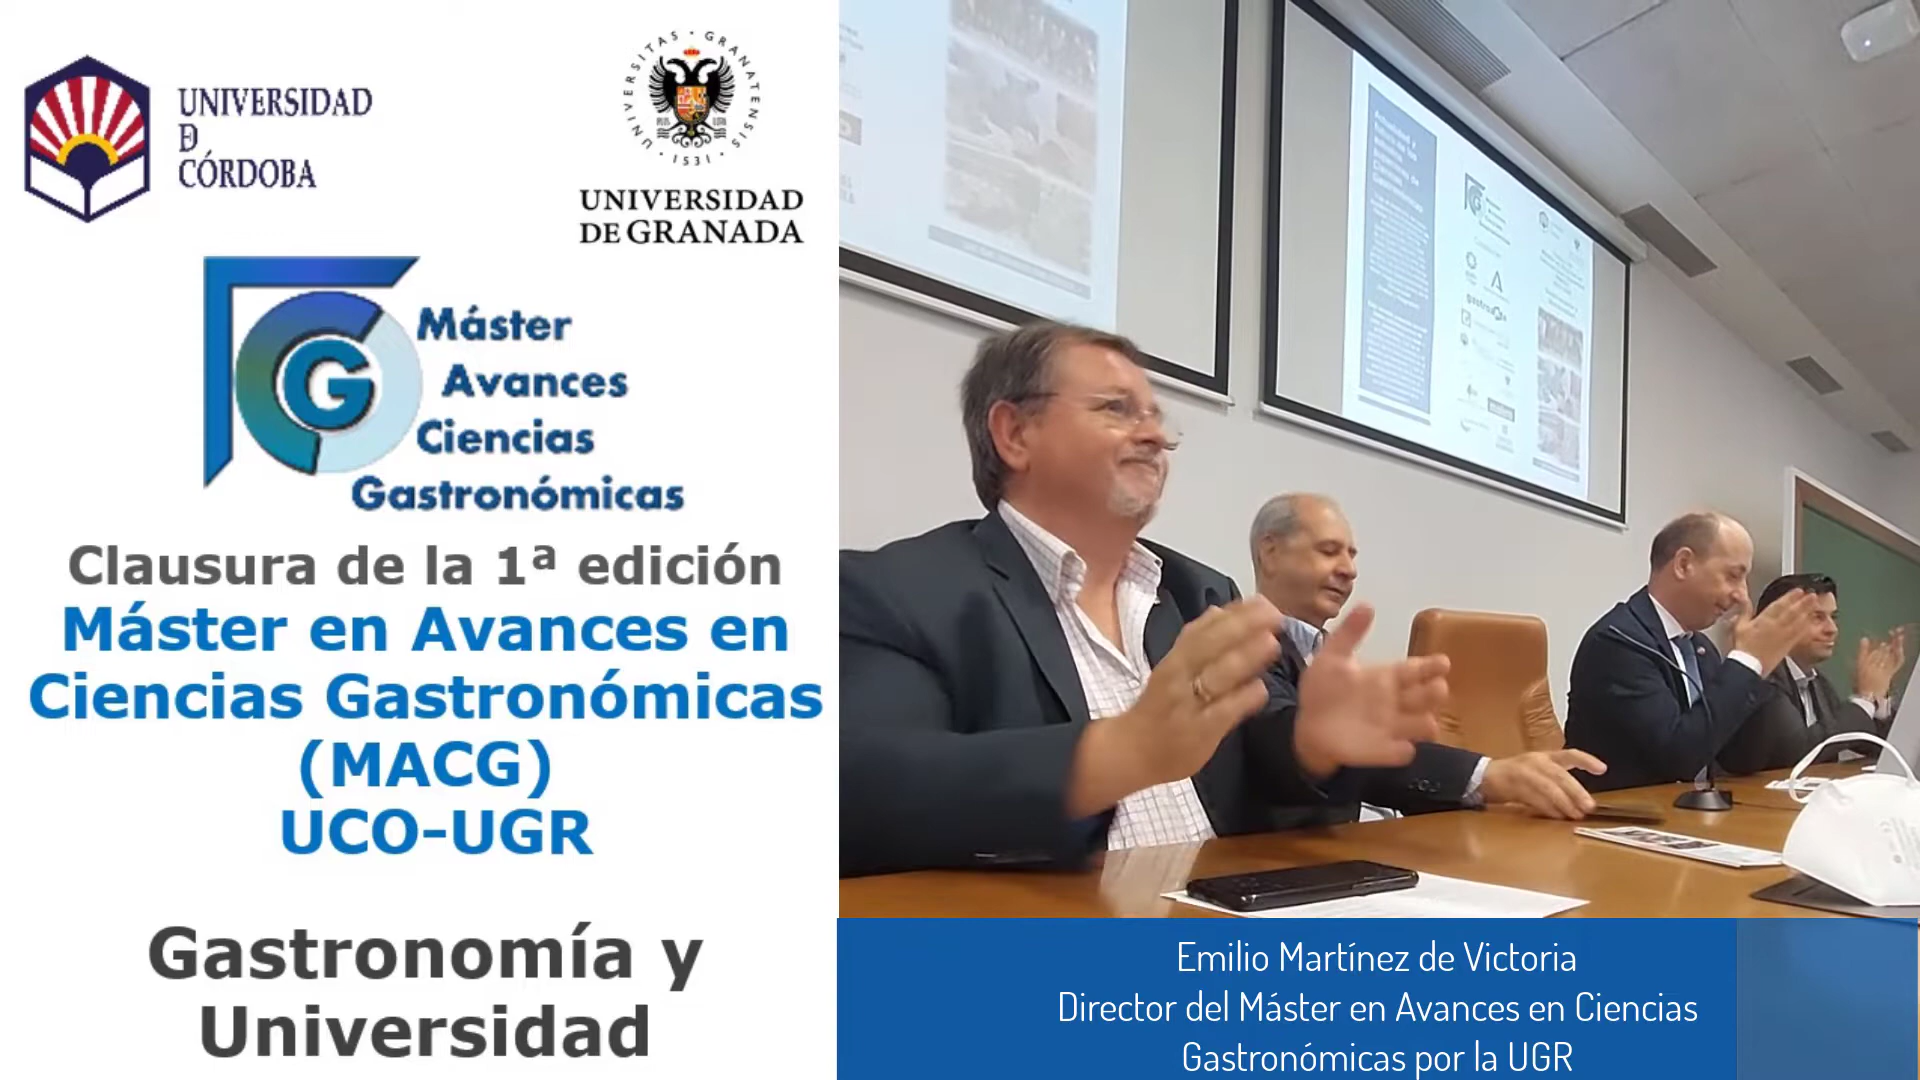 UNIVERSIDAD
D
CÓRDOBA
UNIVERSITAS · GRANATENSIS · 1531 ·
UNIVERSIDAD
DE GRANADA
G
Máster
Avances
Ciencias
Gastronómicas
Clausura de la 1ª edición
Máster en Avances en
Ciencias Gastronómicas
(MACG)
UCO-UGR
Gastronomía y
Universidad
Emilio Martínez de Victoria
Director del Máster en Avances en Ciencias
Gastronómicas por la UGR